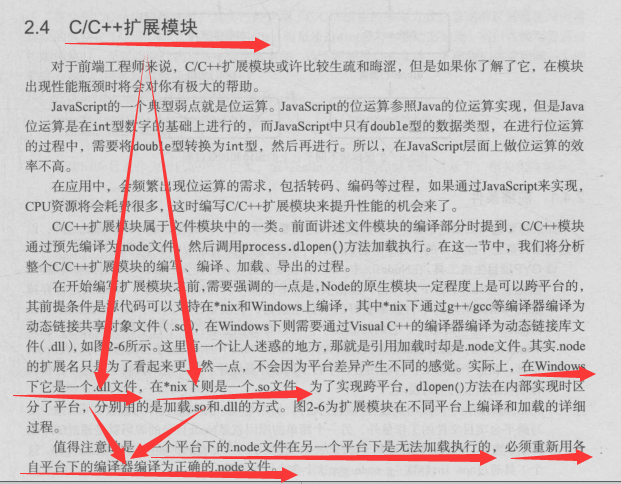 2.4 C/C++扩展模块
对于前端工程师来说，C/C++扩展模块或许比较生疏和晦涩，但是如果你了解了它，在模块
出现性能瓶颈时将会对你有极大的帮助。
JavaScript的一个典型弱点就是位运算。JavaScript的位运算参照Java的位运算实现，但是Java
位运算是在int型数字的基础上进行的，而JavaScript中只有double型的数据类型，在进行位运算
的过程中，需要将double型转换为int型，然后再进行。所以，在JavaScript层面上做位运算的效
率不高。
在应用中，会频繁出现位运算的需求，包括转码、编码等过程，如果通过JavaScript来实现，
CPU资源将会耗费很多，这时编写C/C++扩展模块来提升性能的机会来了。
C/C++扩展模块属于文件模块中的一类。前面讲述文件模块的编译部分时提到，C/C++模块
通过预先编译为.node文件，然后调用process.dlopen()方法加载执行。在这一节中，我们将分析
整个C/C++扩展模块的编写、编译、加载、导出的过程。
在开始编写扩展模块之前，需要强调的一点是，Node的原生模块一定程度上是可以跨平台的，
其前提条件是源代码可以支持在*nix和Windows上编译，其中*nix下通过g++/gcc等编译器编译为
动态链接共享对象文件（.so），在Windows下则需要通过Visual C++的编译器编译为动态链接库文
件（.dll），如图2-6所示。这里有一个让人迷惑的地方，那就是引用加载时却是.node文件。其实.node
的扩展名只是为了看起来更自然一点，不会因为平台差异产生不同的感觉。实际上，在Windows
下它是一个.dll文件，在*nix下则是一个.so文件。为了实现跨平台，dlopen()方法在内部实现时区
分了平台，分别用的是加载.so和.dll的方式。图2-6为扩展模块在不同平台上编译和加载的详细
过程。
值得注意的是，一个平台下的.node文件在另一个平台下是无法加载执行的，必须重新用各
自平台下的编译器编译为正确的.node文件。